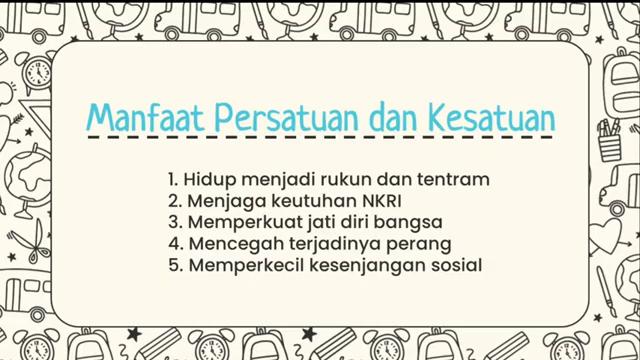 Manfaat Persatuan dan Kesatuan
1. Hidup menjadi rukun dan tentram
2. Menjaga keutuhan NKRI
3. Memperkuat jati diri bangsa
4. Mencegah terjadinya perang
5. Memperkecil kesenjangan sosial